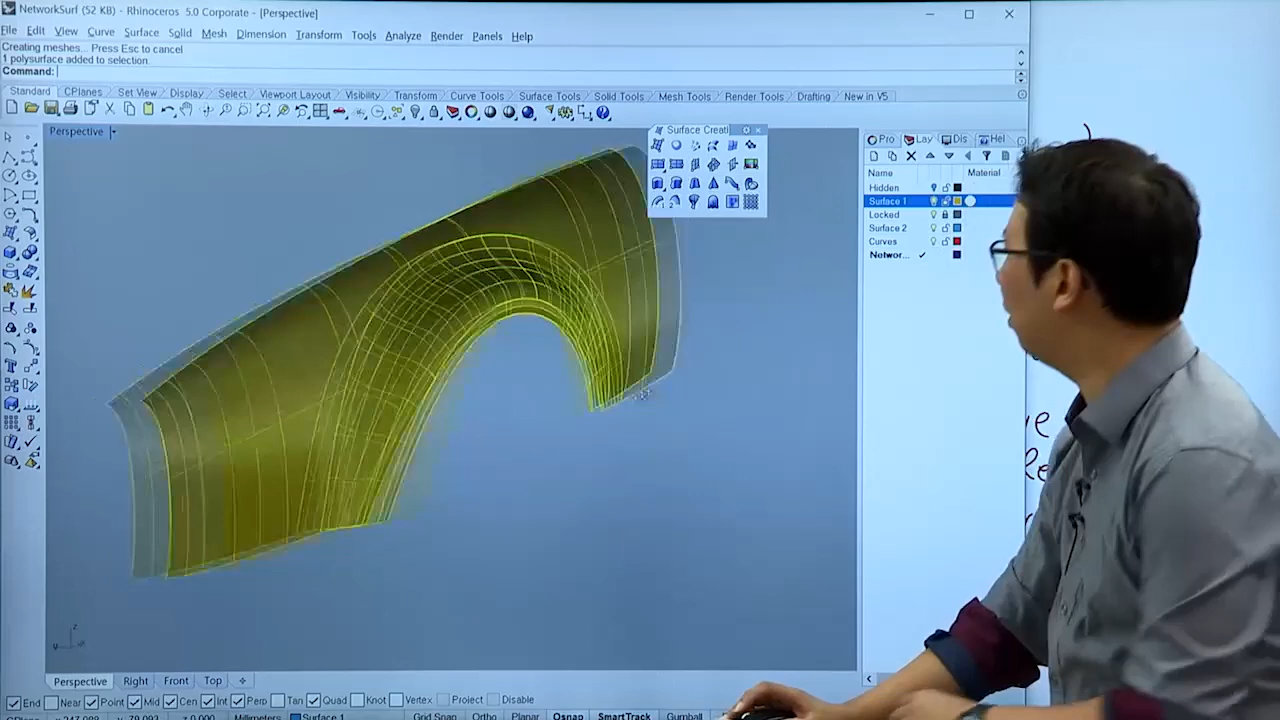 NetworkSurf (52 KB) - Rhinoceros 5.0 Corporate - [Perspective]
File Edit View Curve Surface Solid Mesh Dimension Transform Tools Analyze Render Panels Help
Creating meshes... Press Esc to cancel
1 polysurface added to selection.
Command:
Standard CPlanes Set View Display Select Viewport Layout Visibility Transform Curve Tools Surface Tools Solid Tools Mesh Tools Render Tools Drafting New in V5
Perspective
Surface Creati
Pro Lay Dis Hel
Name Material
Hidden
Surface 1
Locked
Surface 2
Curves
Networ...
z
Perspective Right Front Top
End Near Point Mid Cen Int Perp Tan Quad Knot Vertex Project Disable
Millimeters Surface 1 Grid Snap Ortho Planar Osnap SmartTrack Gumball